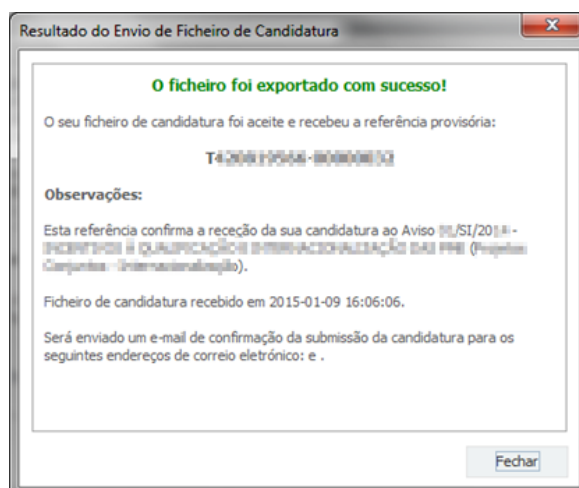 Resultado do Envio de Ficheiro de Candidatura
O ficheiro foi exportado com sucesso!
O seu ficheiro de candidatura foi aceite e recebeu a referência provisória:
Observações:
Esta referência confirma a receção da sua candidatura ao Aviso /SI/201 -
Ficheiro de candidatura recebido em 2015-01-09 16:06:06.
Será enviado um e-mail de confirmação da submissão da candidatura para os
seguintes endereços de correio eletrónico: e .
Fechar